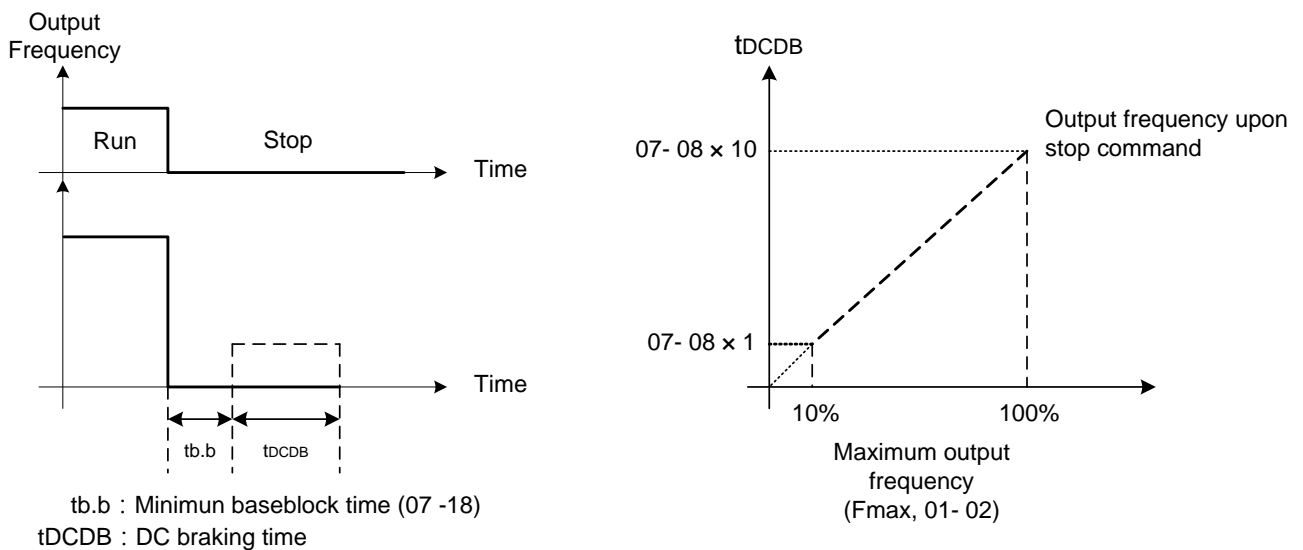 Output
Frequency
Run
Stop
Time
Time
tb.b
tDCDB
tb.b : Minimun baseblock time (07 -18)
tDCDB : DC braking time
tDCDB
07- 08 × 10
Output frequency upon
stop command
07- 08 × 1
10%
100%
Maximum output
frequency
(Fmax, 01- 02)